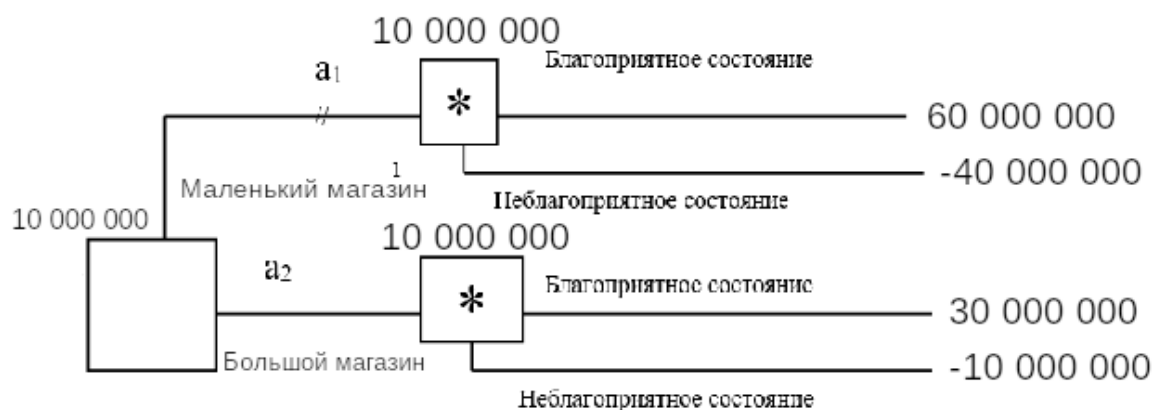 10 000 000
Благоприятное состояние
a1
*
60 000 000
1
-40 000 000
Маленький магазин
Неблагоприятное состояние
10 000 000
10 000 000
a2
Благоприятное состояние
*
30 000 000
Большой магазин
-10 000 000
Неблагоприятное состояние